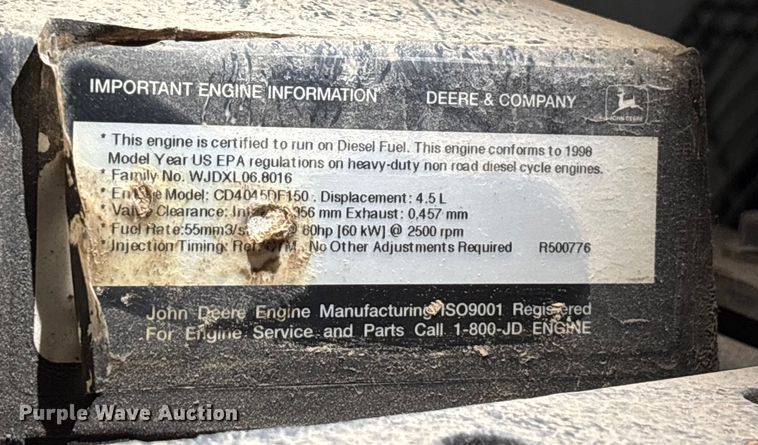 IMPORTANT ENGINE INFORMATION DEERE & COMPANY
JOHN DEERE
* This engine is certified to run on Diesel Fuel. This engine conforms to 1998
Model Year US EPA regulations on heavy-duty non road diesel cycle engines.
* Family No. WJDXL06.8016
* Engine Model: CD4045DF150 . Displacement: 4.5 L
* Valve Clearance: 356 mm Exhaust: 0,457 mm
* Fuel Rate:55mm3/ 80hp [60 kW] @ 2500 rpm
* Injection Timing: Ref. TM. No Other Adjustments Required R500776
John Deere Engine Manufacturing ISO9001 Registered
For Engine Service and Parts Call 1-800-JD ENGINE
Purple Wave Auction